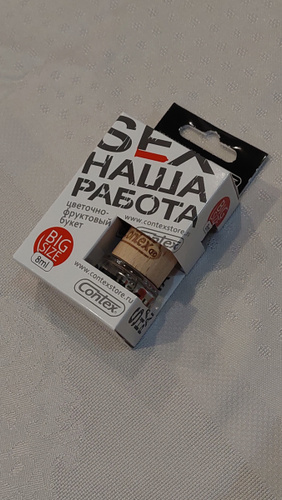 SEX
НАША
РАБОТА
цветочно-
фруктовый
букет
www.contexstore.ru
BIG
SIZE
8ml
www.contexstore.ru
Contex